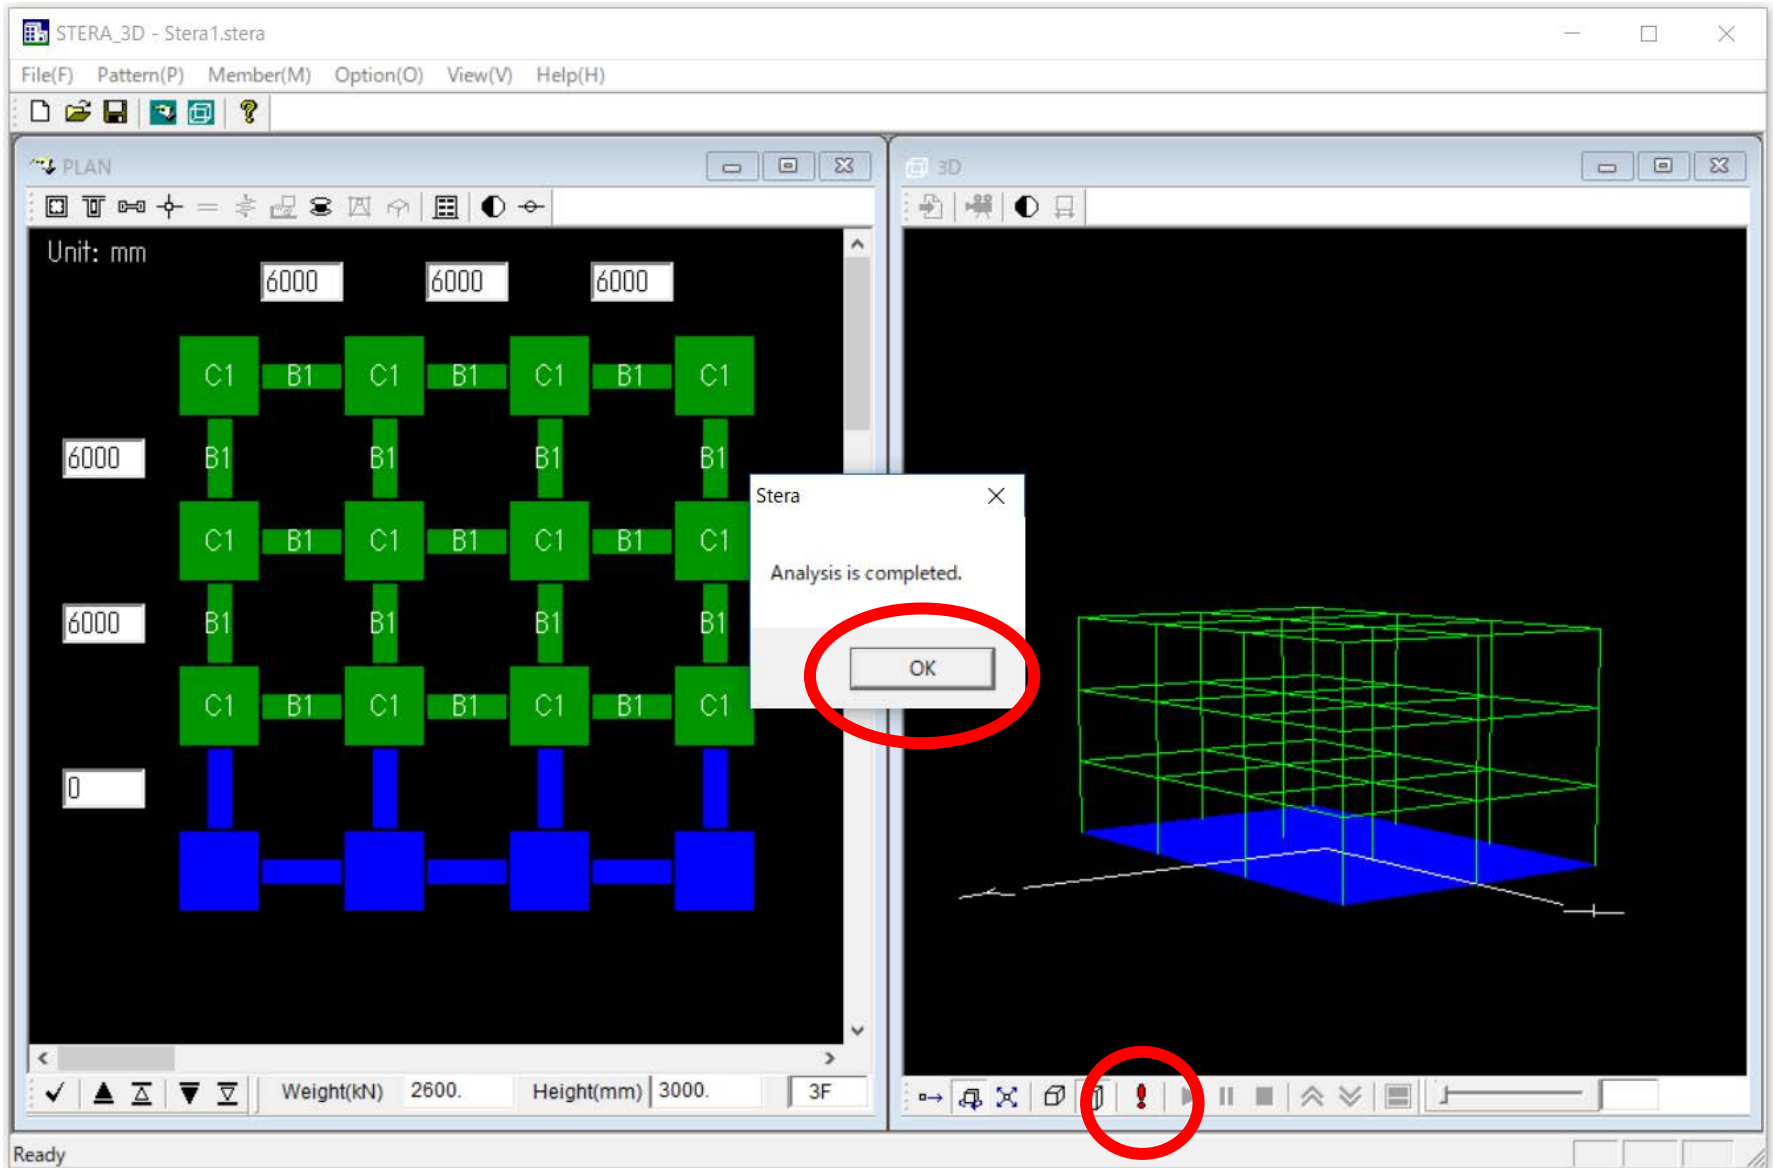 STERA_3D - Stera1.stera
File(F) Pattern(P) Member(M) Option(O) View(V) Help(H)
PLAN
3D
Unit: mm
6000 6000 6000
C1 B1 C1 B1 C1 B1 C1
6000 B1 B1 B1 B1
C1 B1 C1 B1 C1 B1 C1
6000 B1 B1 B1 B1
C1 B1 C1 B1 C1 B1 C1
0
Stera
Analysis is completed.
OK
Weight(kN) 2600. Height(mm) 3000. 3F
Ready